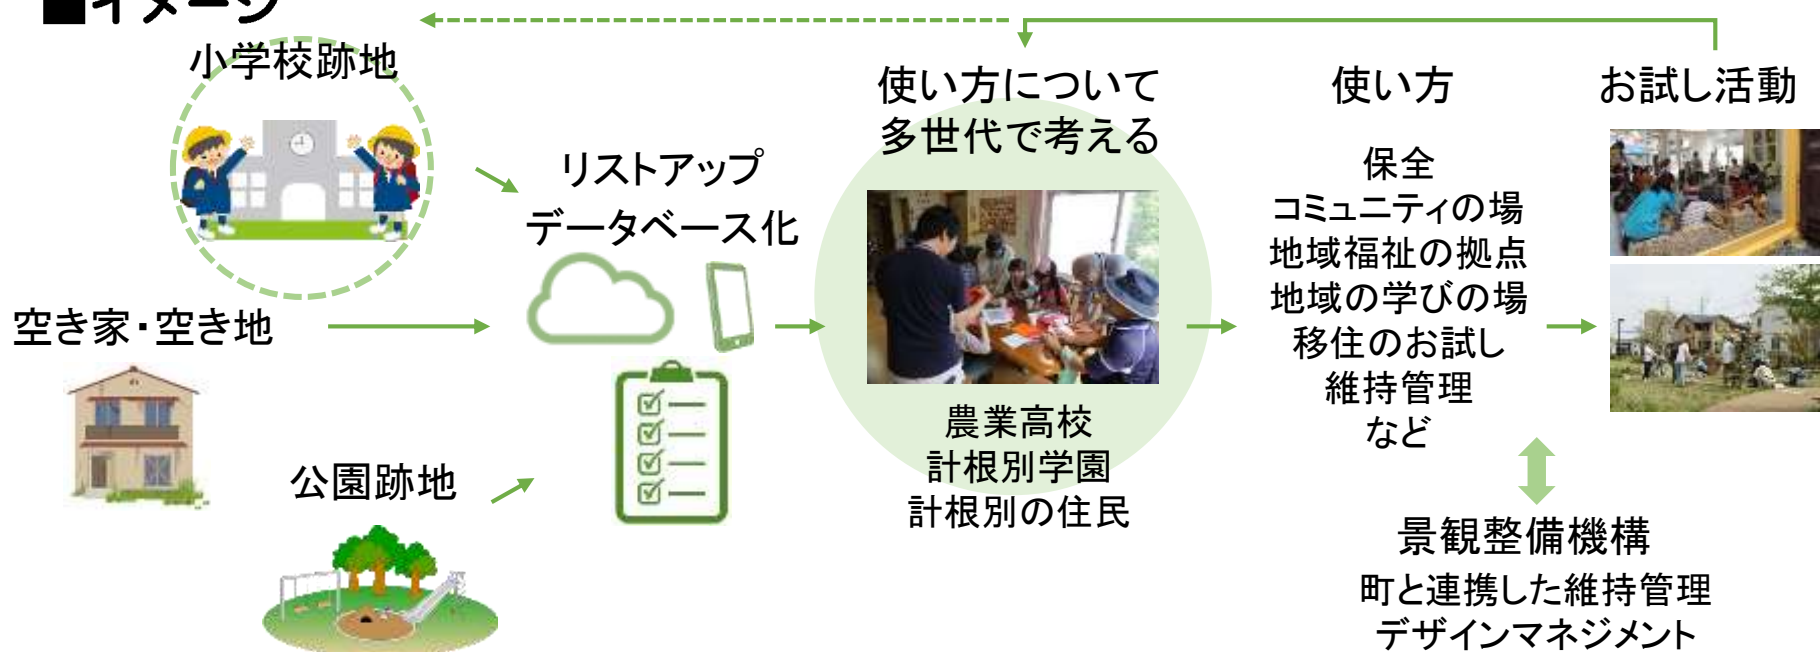 ■イメージ
小学校跡地
空き家・空き地
公園跡地
リストアップ
データベース化
使い方について
多世代で考える
農業高校
計根別学園
計根別の住民
使い方
保全
コミュニティの場
地域福祉の拠点
地域の学びの場
移住のお試し
維持管理
など
お試し活動
景観整備機構
町と連携した維持管理
デザインマネジメント